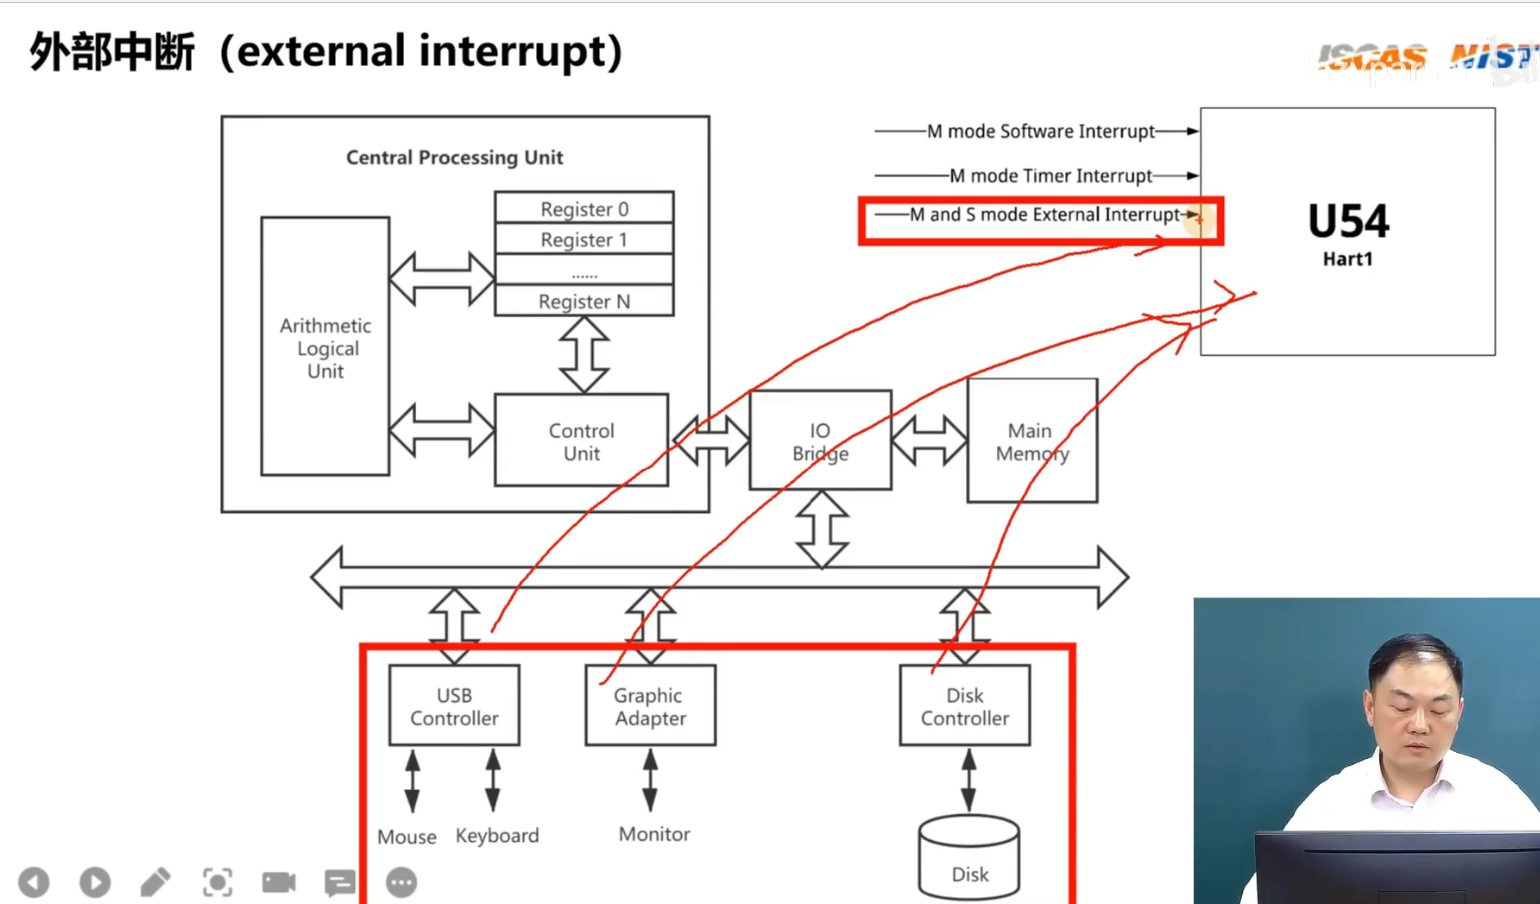 外部中断（external interrupt）
ISCAS
Central Processing Unit
Register 0
Register 1
......
Register N
Arithmetic
Logical
Unit
Control
Unit
IO
Bridge
Main
Memory
M mode Software Interrupt
M mode Timer Interrupt
M and S mode External Interrupt
U54
Hart1
USB
Controller
Graphic
Adapter
Disk
Controller
Mouse
Keyboard
Monitor
Disk